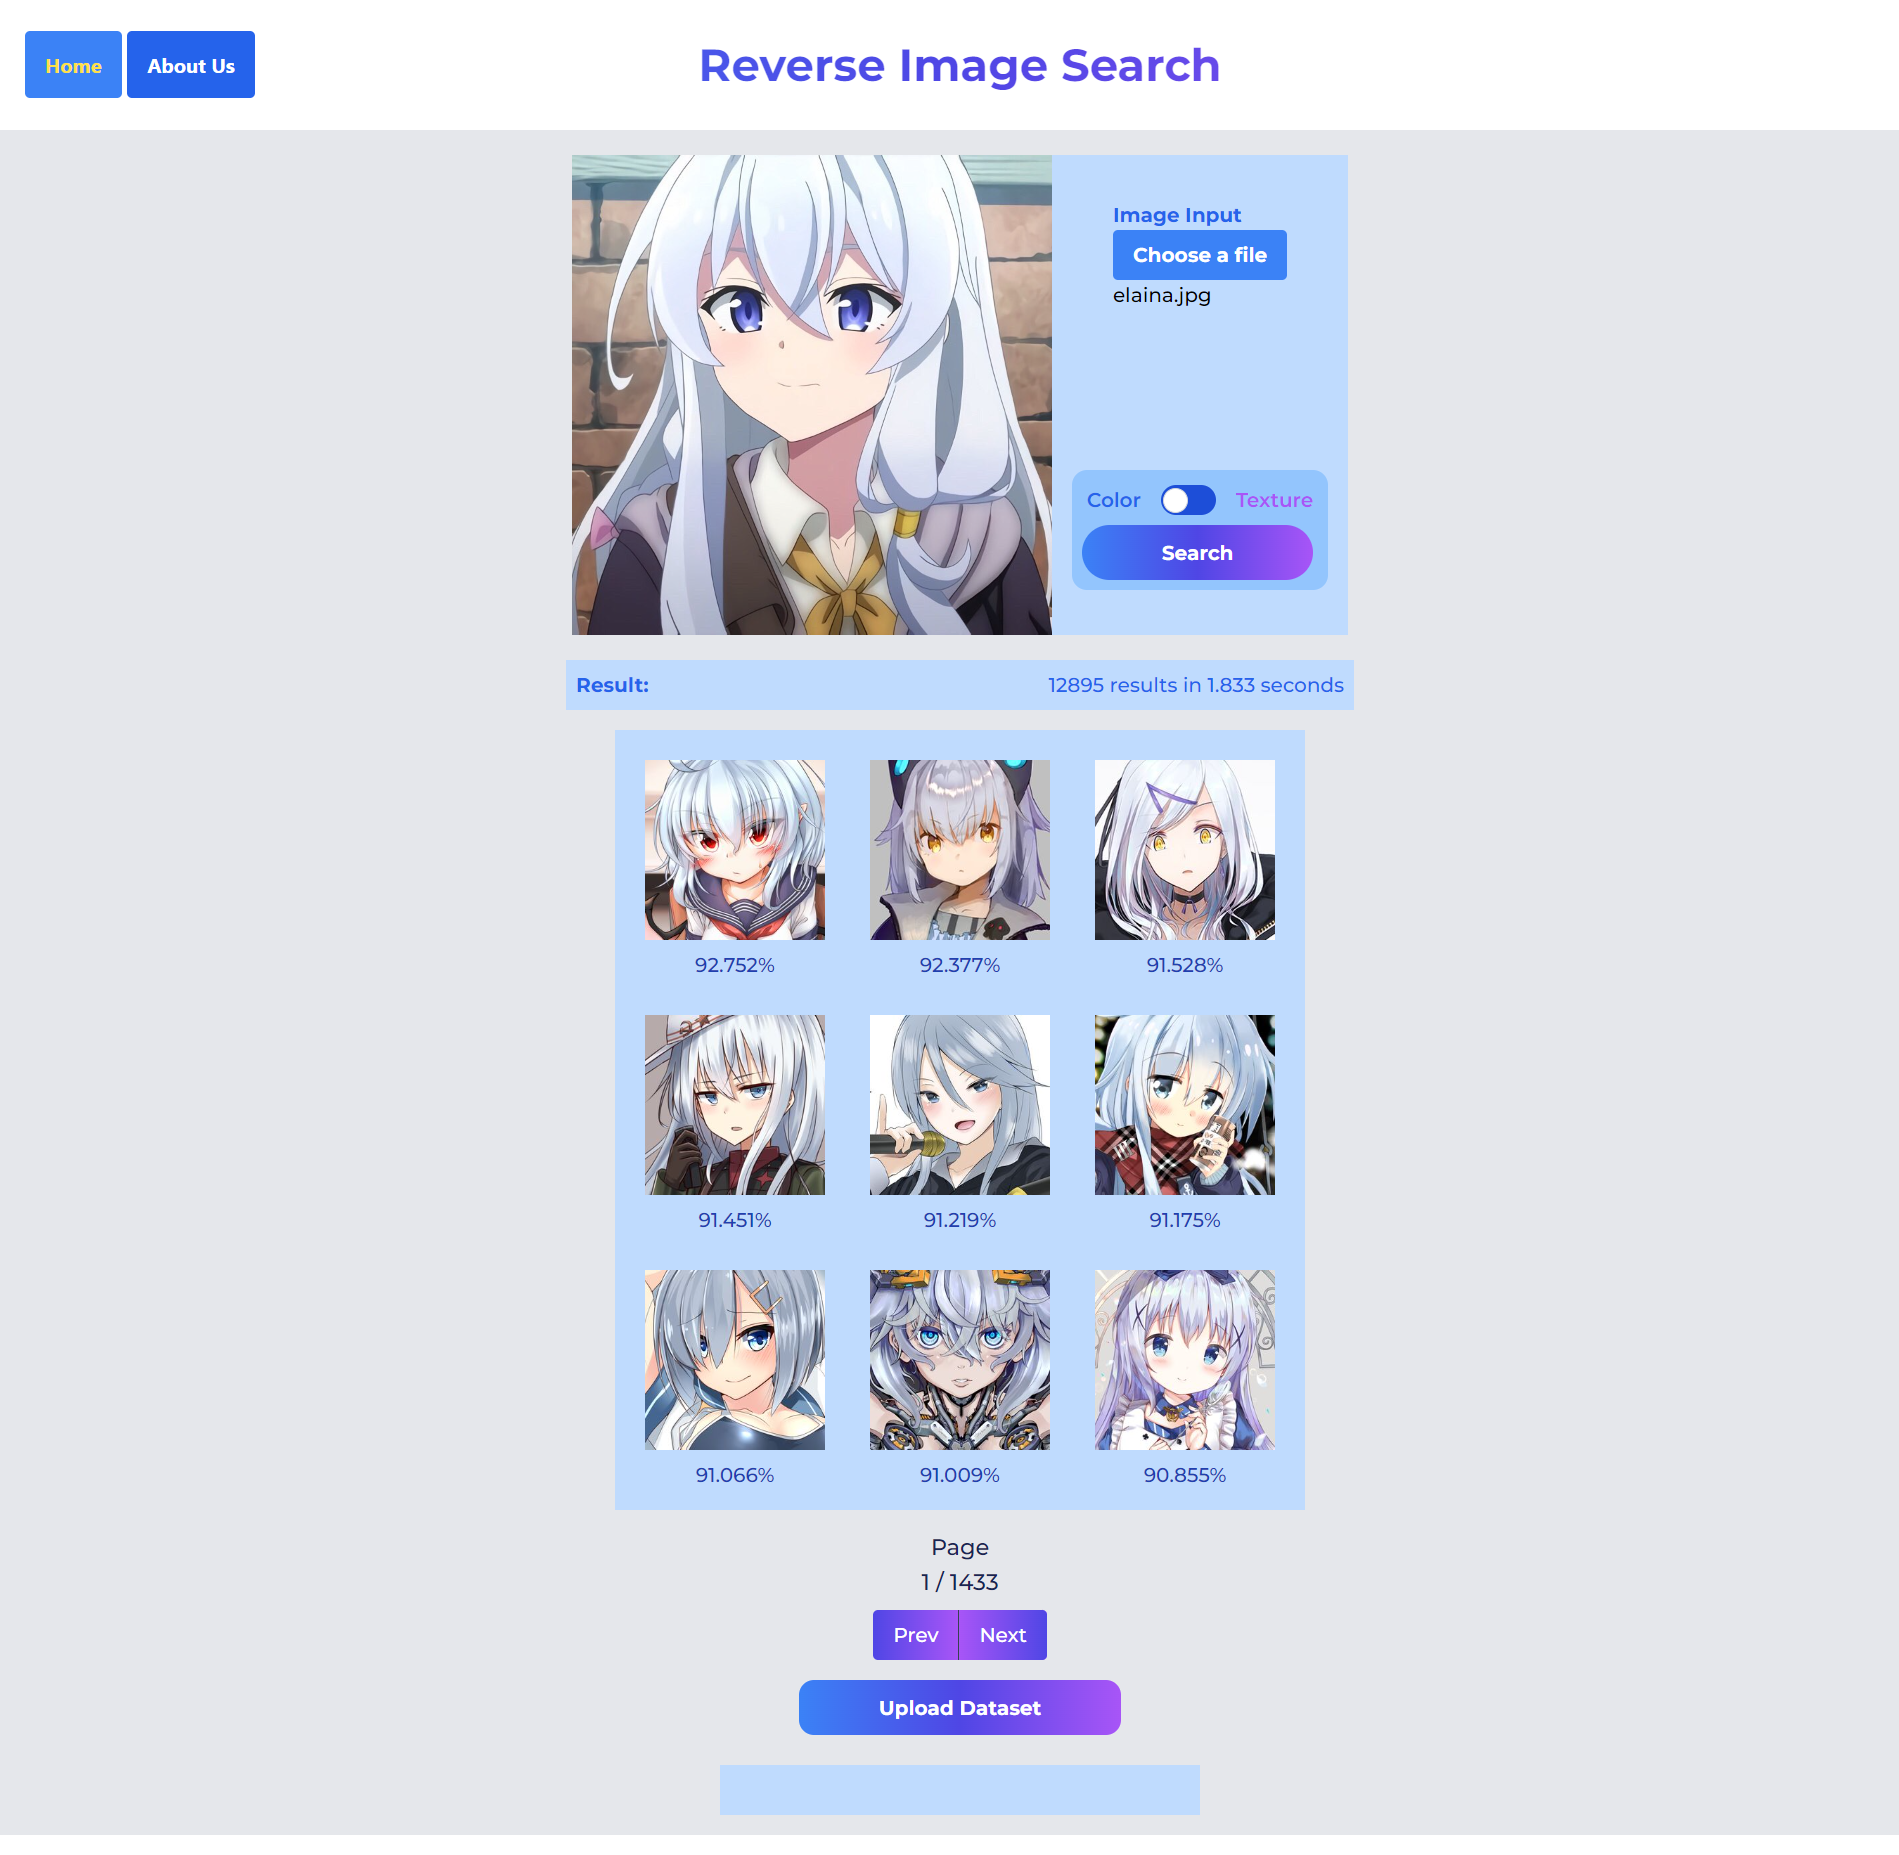 Home
About Us
Reverse Image Search
Image Input
Choose a file
elaina.jpg
Color
Texture
Search
Result:
12895 results in 1.833 seconds
92.752%
92.377%
91.528%
91.451%
91.219%
91.175%
91.066%
91.009%
90.855%
Page
1 / 1433
Prev
Next
Upload Dataset